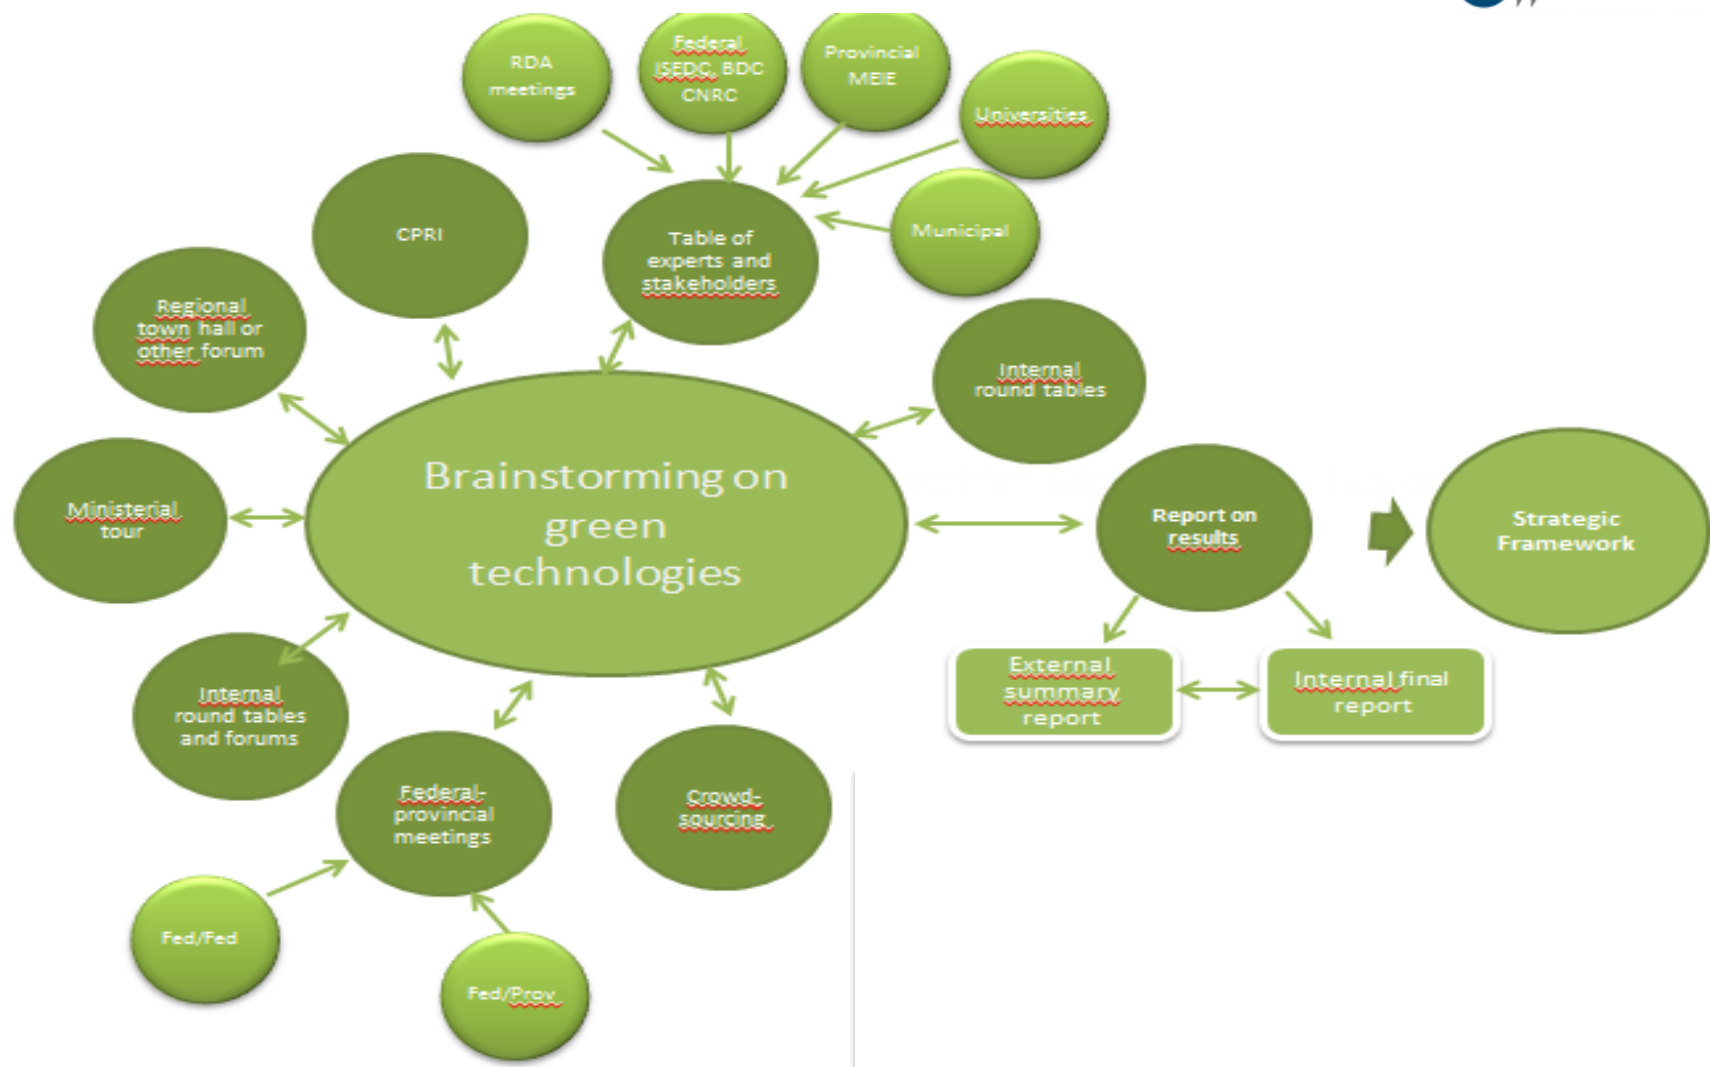 RDA
meetings
Federal
ISEDC, BDC
CNRC
Provincial
MEIE
Universities
Municipal
CPRI
Table of
experts and
stakeholders
Regional
town hall or
other forum
Internal
round tables
Ministerial
tour
Brainstorming on
green
technologies
Report on
results
Strategic
Framework
External
summary
report
Internal final
report
Internal
round tables
and forums
Federal-
provincial
meetings
Crowd-
sourcing
Fed/Fed
Fed/Prov